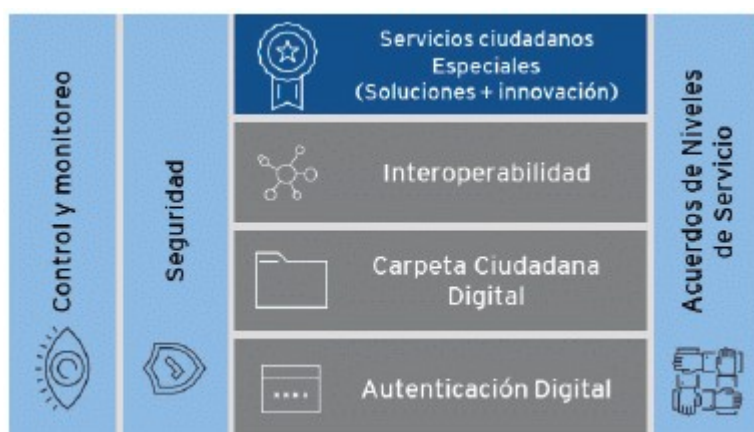 Control y monitoreo
Seguridad
Servicios ciudadanos
Especiales
(Soluciones + innovación)
Interoperabilidad
Carpeta Ciudadana
Digital
Autenticación Digital
Acuerdos de Niveles
de Servicio